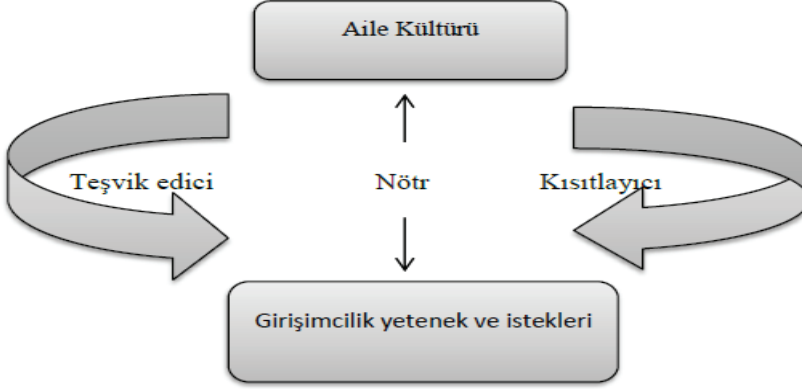 Aile Kültürü
Teşvik edici Nötr Kısıtlayıcı
Girişimcilik yetenek ve istekleri